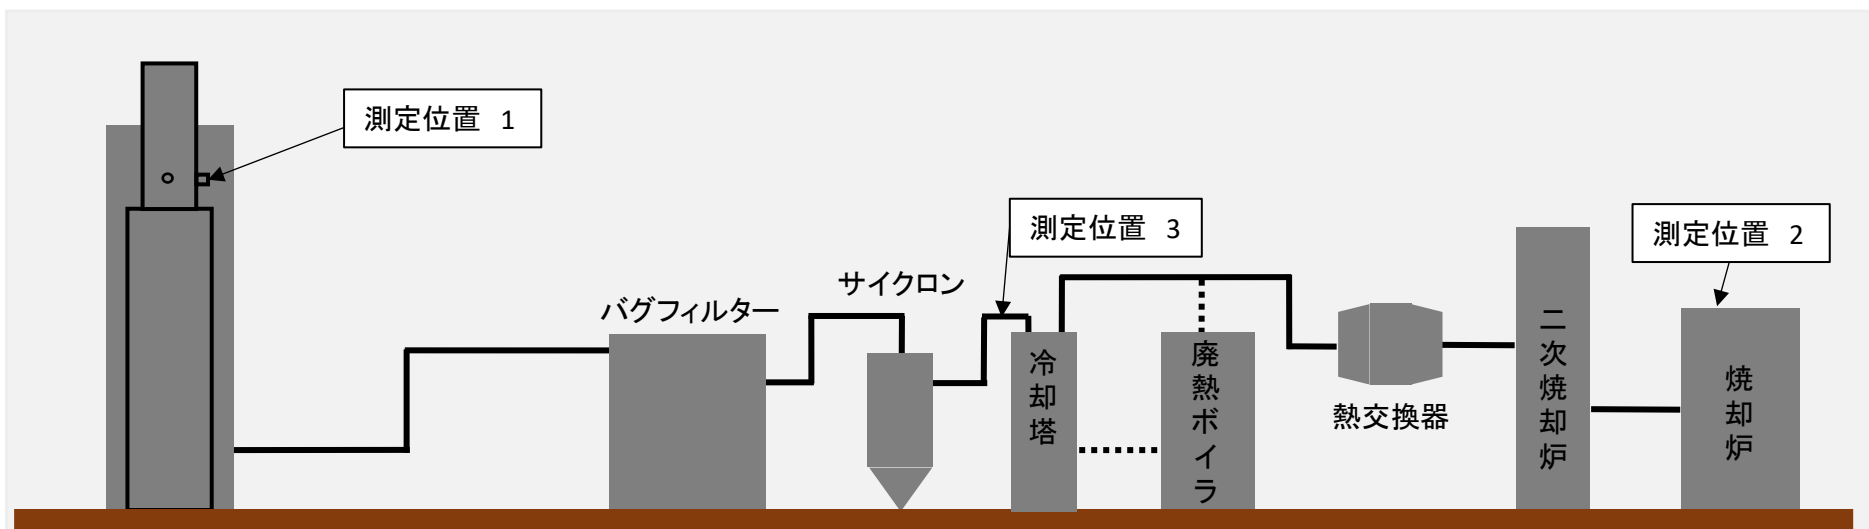 測定位置 1
測定位置 3
測定位置 2
サイクロン
バグフィルター
冷却塔
廃熱ボイラ
熱交換器
二次焼却炉
焼却炉